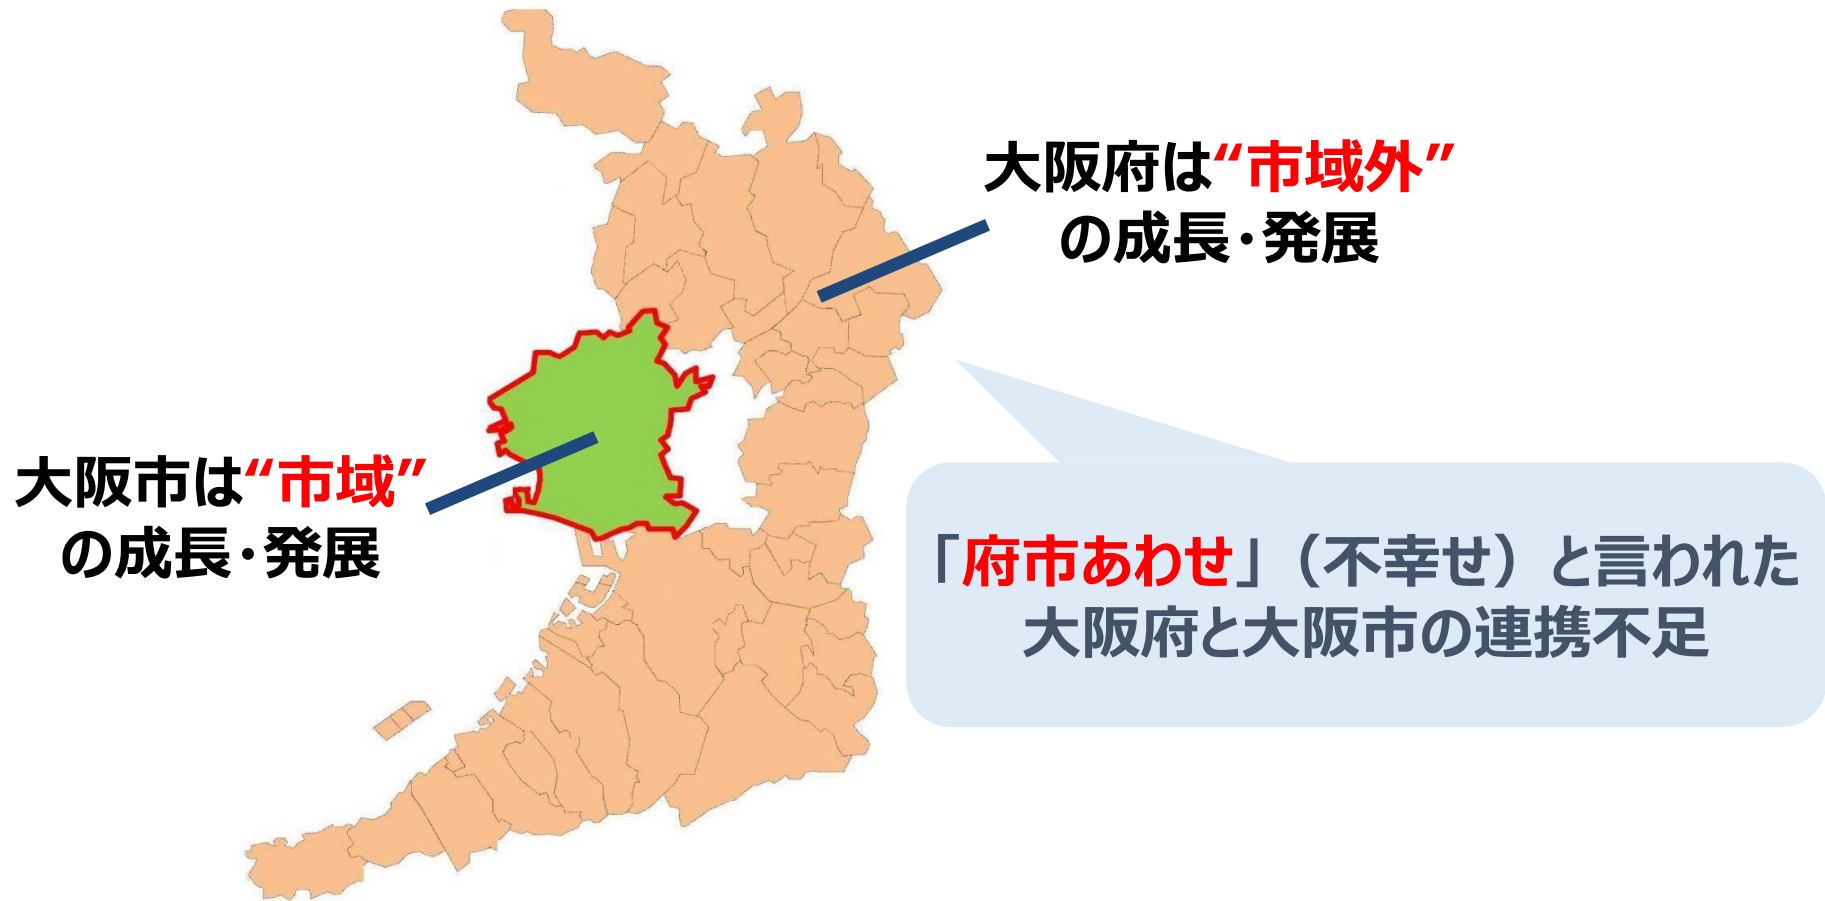 大阪府は“市域外”
の成長・発展
大阪市は“市域”
の成長・発展
「府市あわせ」（不幸せ）と言われた
大阪府と大阪市の連携不足